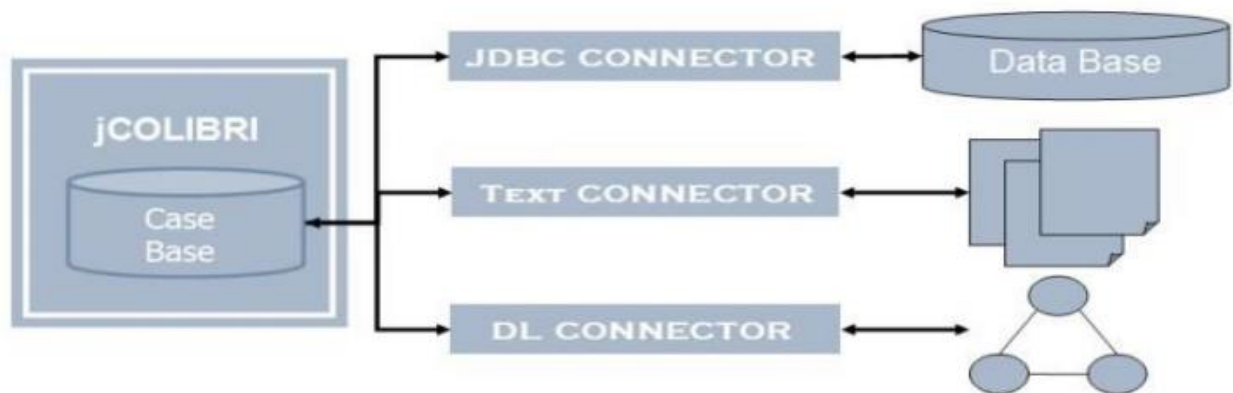 jCOLIBRI
Case
Base
JDBC CONNECTOR
Data Base
TEXT CONNECTOR
DL CONNECTOR